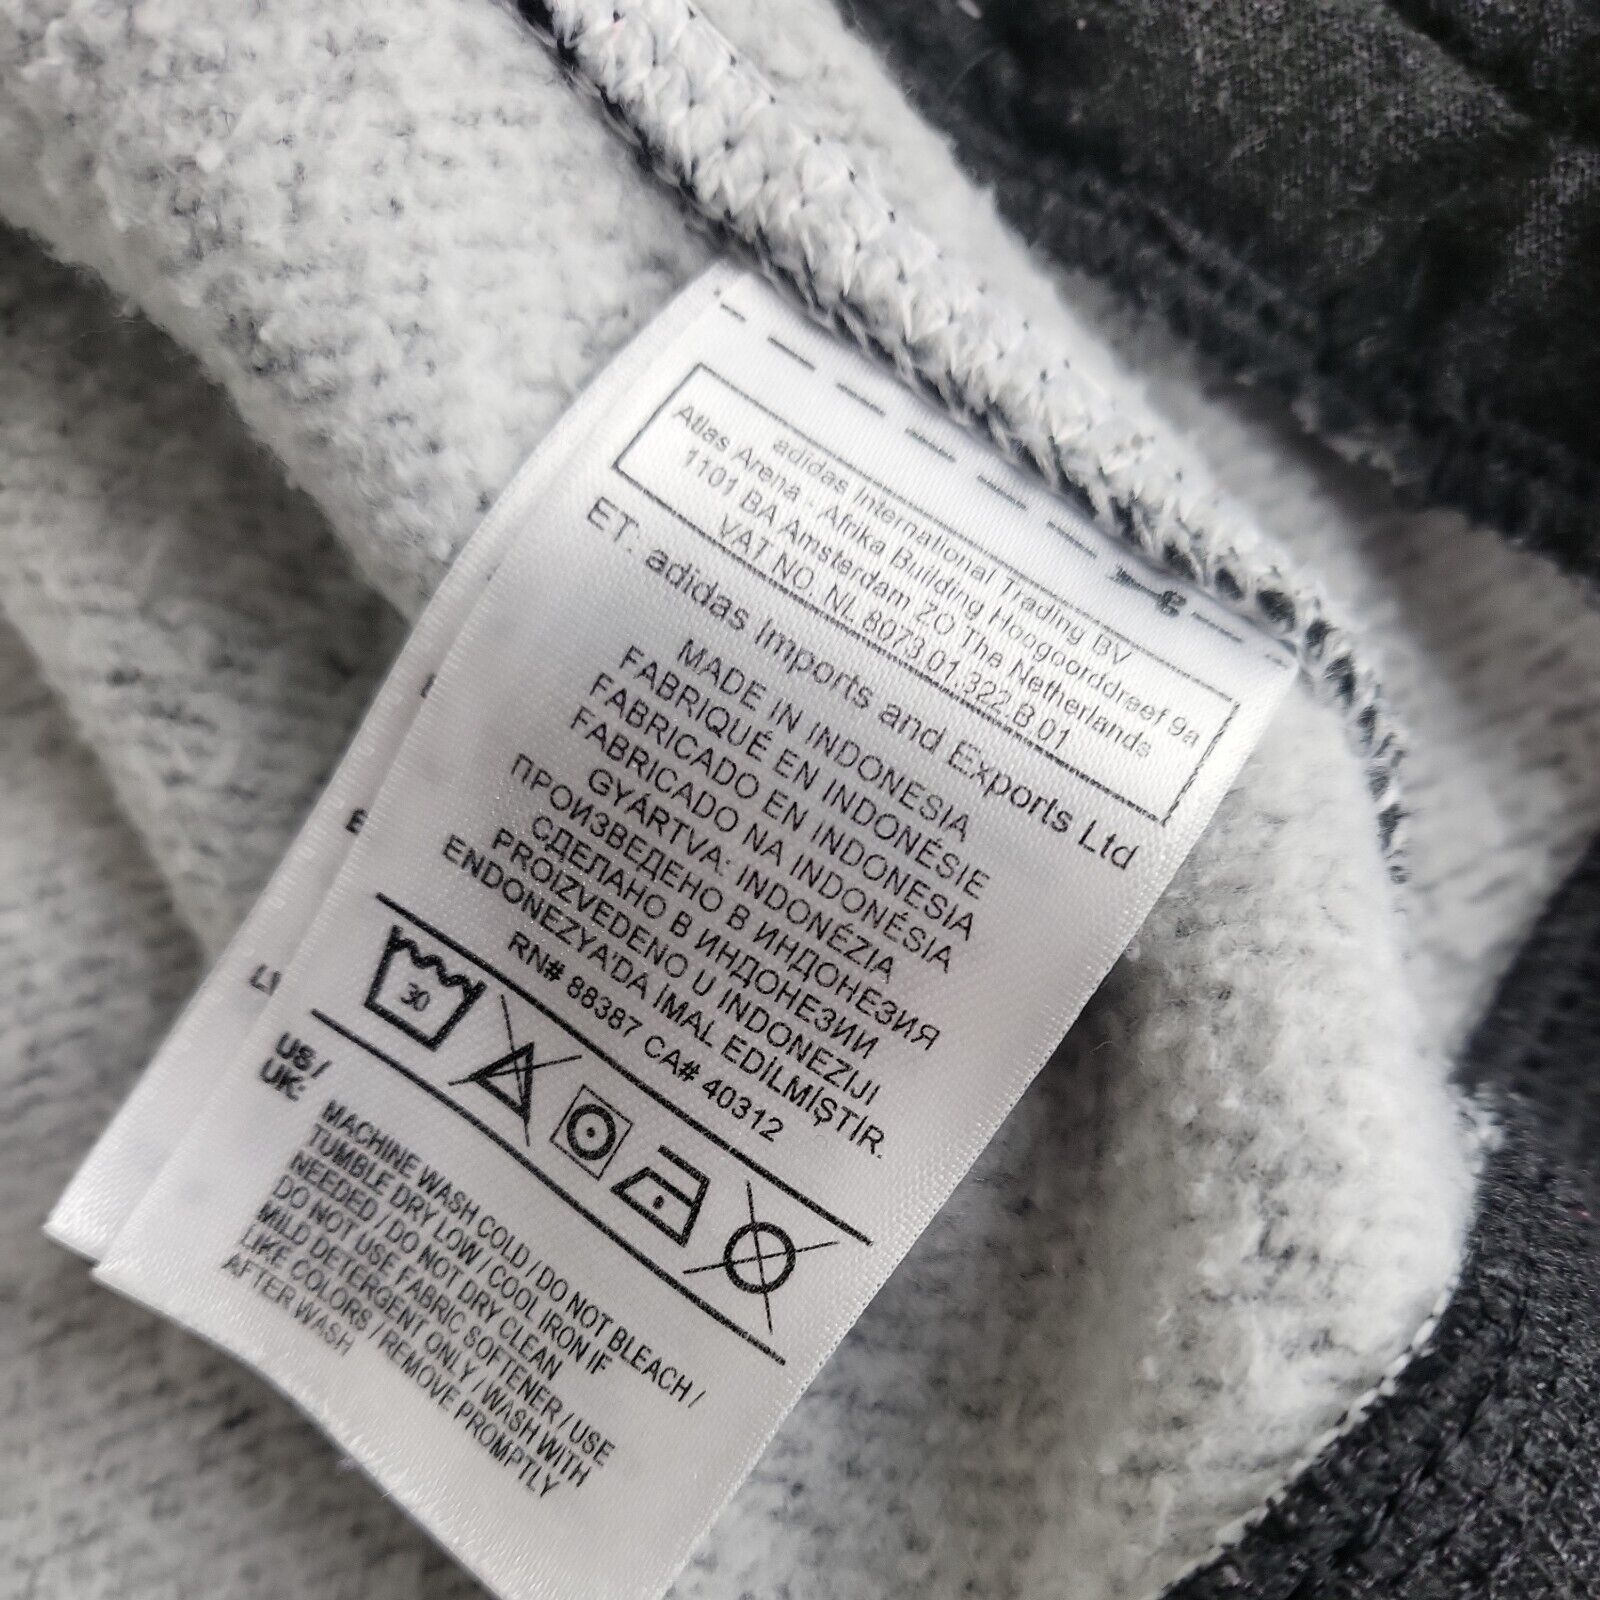 adidas International Trading BV
Atlas Arena - Afrika Building Hoogoorddreef 9a
1101 BA Amsterdam ZO The Netherlands
VAT NO. NL 8073.01.322.B.01
ET: adidas Imports and Exports Ltd
MADE IN INDONESIA
FABRIQUÉ EN INDONÉSIE
FABRICADO EN INDONESIA
FABRICADO NA INDONÉSIA
GYÁRTVA: INDONÉZIA
ПРОИЗВЕДЕНО В ИНДОНЕЗИЯ
СДЕЛАНО В ИНДОНЕЗИИ
PROIZVEDENO U INDONEZIJI
ENDONEZYA'DA İMAL EDİLMİŞTİR.
RN# 88387 CA# 40312
30
US/
UK:
MACHINE WASH COLD / DO NOT BLEACH /
TUMBLE DRY LOW / COOL IRON IF
NEEDED / DO NOT DRY CLEAN
DO NOT USE FABRIC SOFTENER / USE
MILD DETERGENT ONLY / WASH WITH
LIKE COLORS / REMOVE PROMPTLY
AFTER WASH